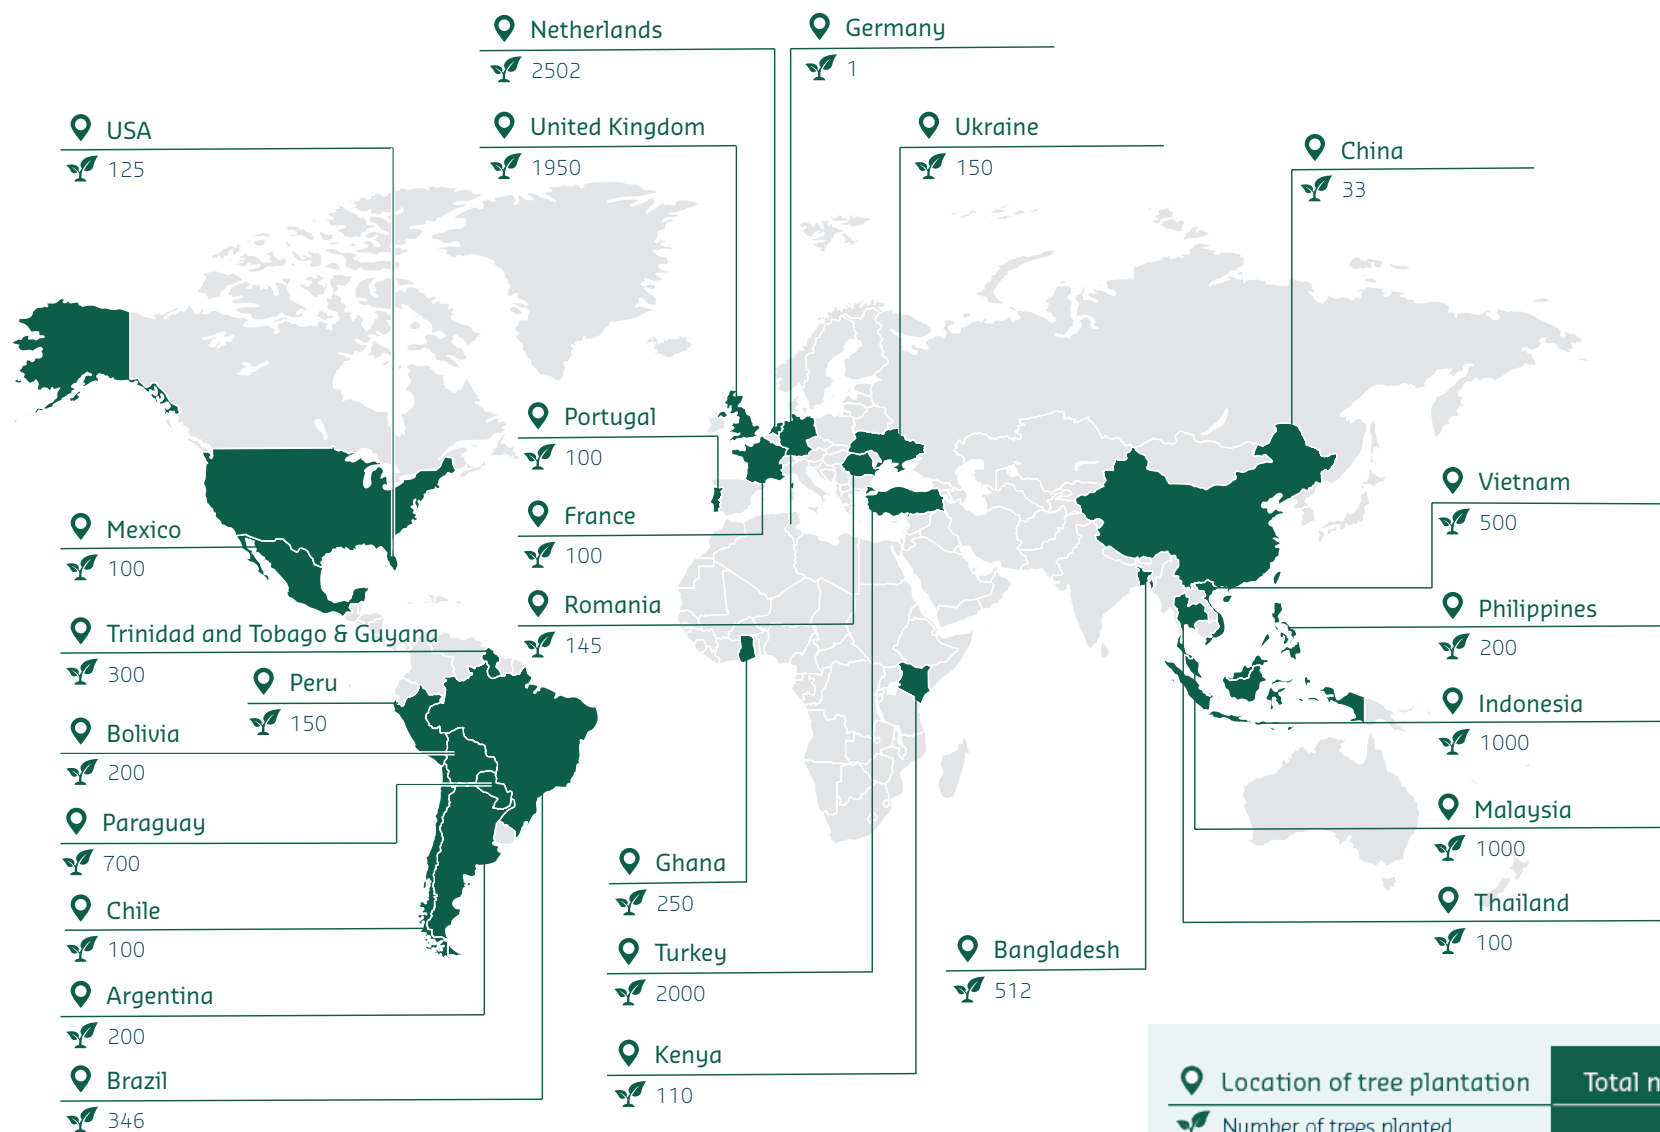 Netherlands
2502
Germany
1
USA
125
United Kingdom
1950
Ukraine
150
China
33
Portugal
100
France
100
Romania
145
Mexico
100
Trinidad and Tobago & Guyana
300
Peru
150
Bolivia
200
Paraguay
700
Chile
100
Argentina
200
Brazil
346
Ghana
250
Turkey
2000
Kenya
110
Bangladesh
512
Vietnam
500
Philippines
200
Indonesia
1000
Malaysia
1000
Thailand
100
Location of tree plantation
Number of trees planted
Total n